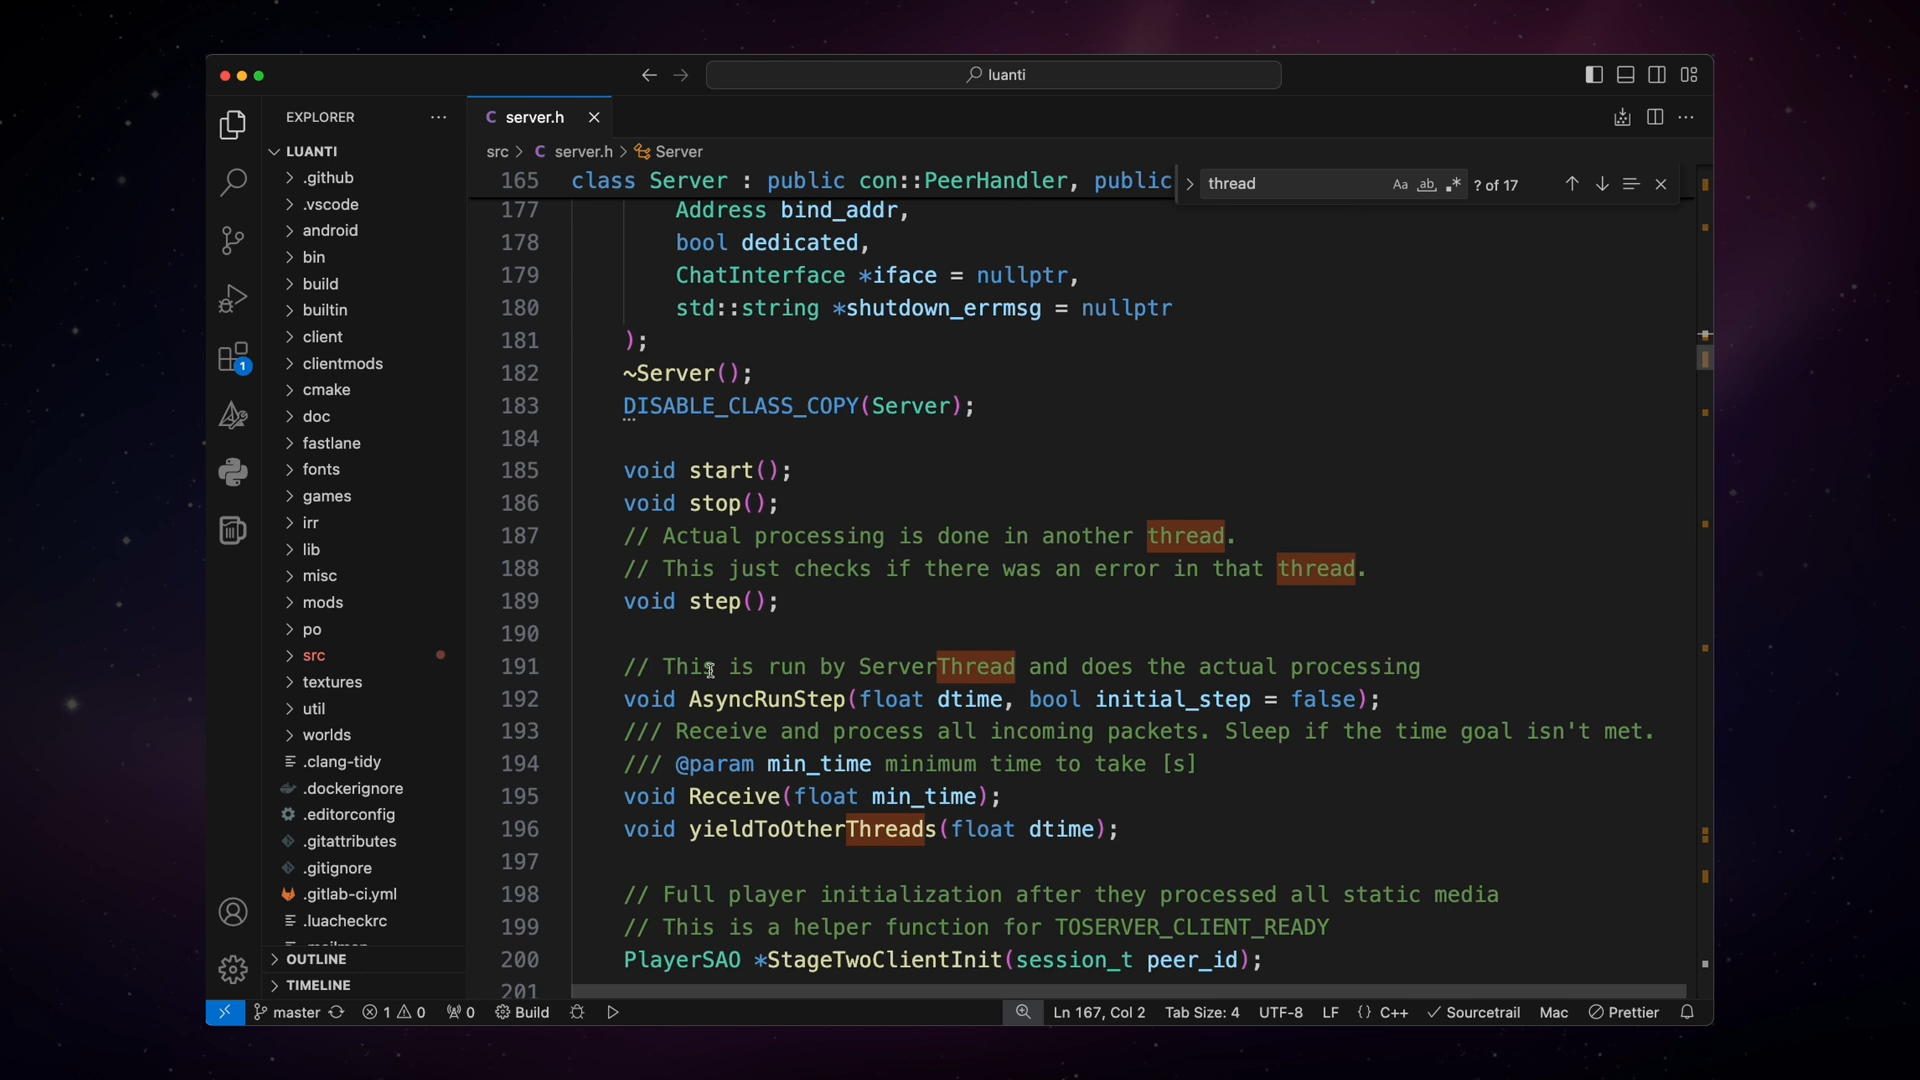 luanti
EXPLORER
server.h
LUANTI
src > C server.h > Server
.github
.vscode
android
bin
build
builtin
client
clientmods
cmake
doc
fastlane
fonts
games
irr
lib
misc
mods
po
src
textures
util
worlds
.clang-tidy
.dockerignore
.editorconfig
.gitattributes
.gitignore
.gitlab-ci.yml
.luacheckrc
OUTLINE
TIMELINE
thread
Aa ab .* ? of 17
165 class Server : public con::PeerHandler, public
177 Address bind_addr,
178 bool dedicated,
179 ChatInterface *iface = nullptr,
180 std::string *shutdown_errmsg = nullptr
181 );
182 ~Server();
183 DISABLE_CLASS_COPY(Server);
184
185 void start();
186 void stop();
187 // Actual processing is done in another thread.
188 // This just checks if there was an error in that thread.
189 void step();
190
191 // This is run by ServerThread and does the actual processing
192 void AsyncRunStep(float dtime, bool initial_step = false);
193 /// Receive and process all incoming packets. Sleep if the time goal isn't met.
194 /// @param min_time minimum time to take [s]
195 void Receive(float min_time);
196 void yieldToOtherThreads(float dtime);
197
198 // Full player initialization after they processed all static media
199 // This is a helper function for TOSERVER_CLIENT_READY
200 PlayerSAO *StageTwoClientInit(session_t peer_id);
201
1
master 1 0 0 Build
Ln 167, Col 2 Tab Size: 4 UTF-8 LF {} C++ Sourcetrail Mac Prettier